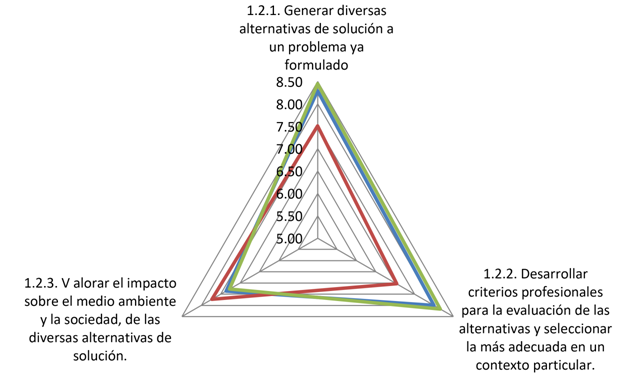 1.2.1. Generar diversas
alternativas de solución a
un problema ya
formulado
8.50
8.00
7.50
7.00
6.50
6.00
5.50
5.00
1.2.3. V alorar el impacto
sobre el medio ambiente
y la sociedad, de las
diversas alternativas de
solución.
1.2.2. Desarrollar
criterios profesionales
para la evaluación de las
alternativas y seleccionar
la más adecuada en un
contexto particular.